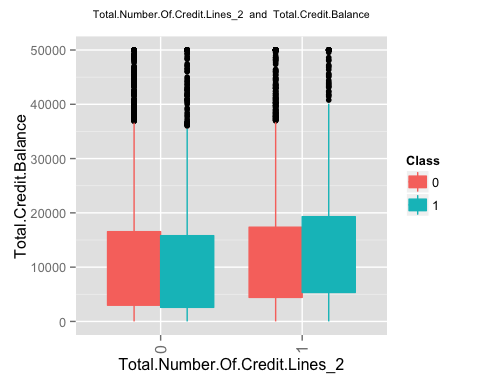 Total.Number.Of.Credit.Lines_2 and Total.Credit.Balance
50000
40000
30000
20000
10000
0
Total.Credit.Balance
0
1
Total.Number.Of.Credit.Lines_2
Class
0
1